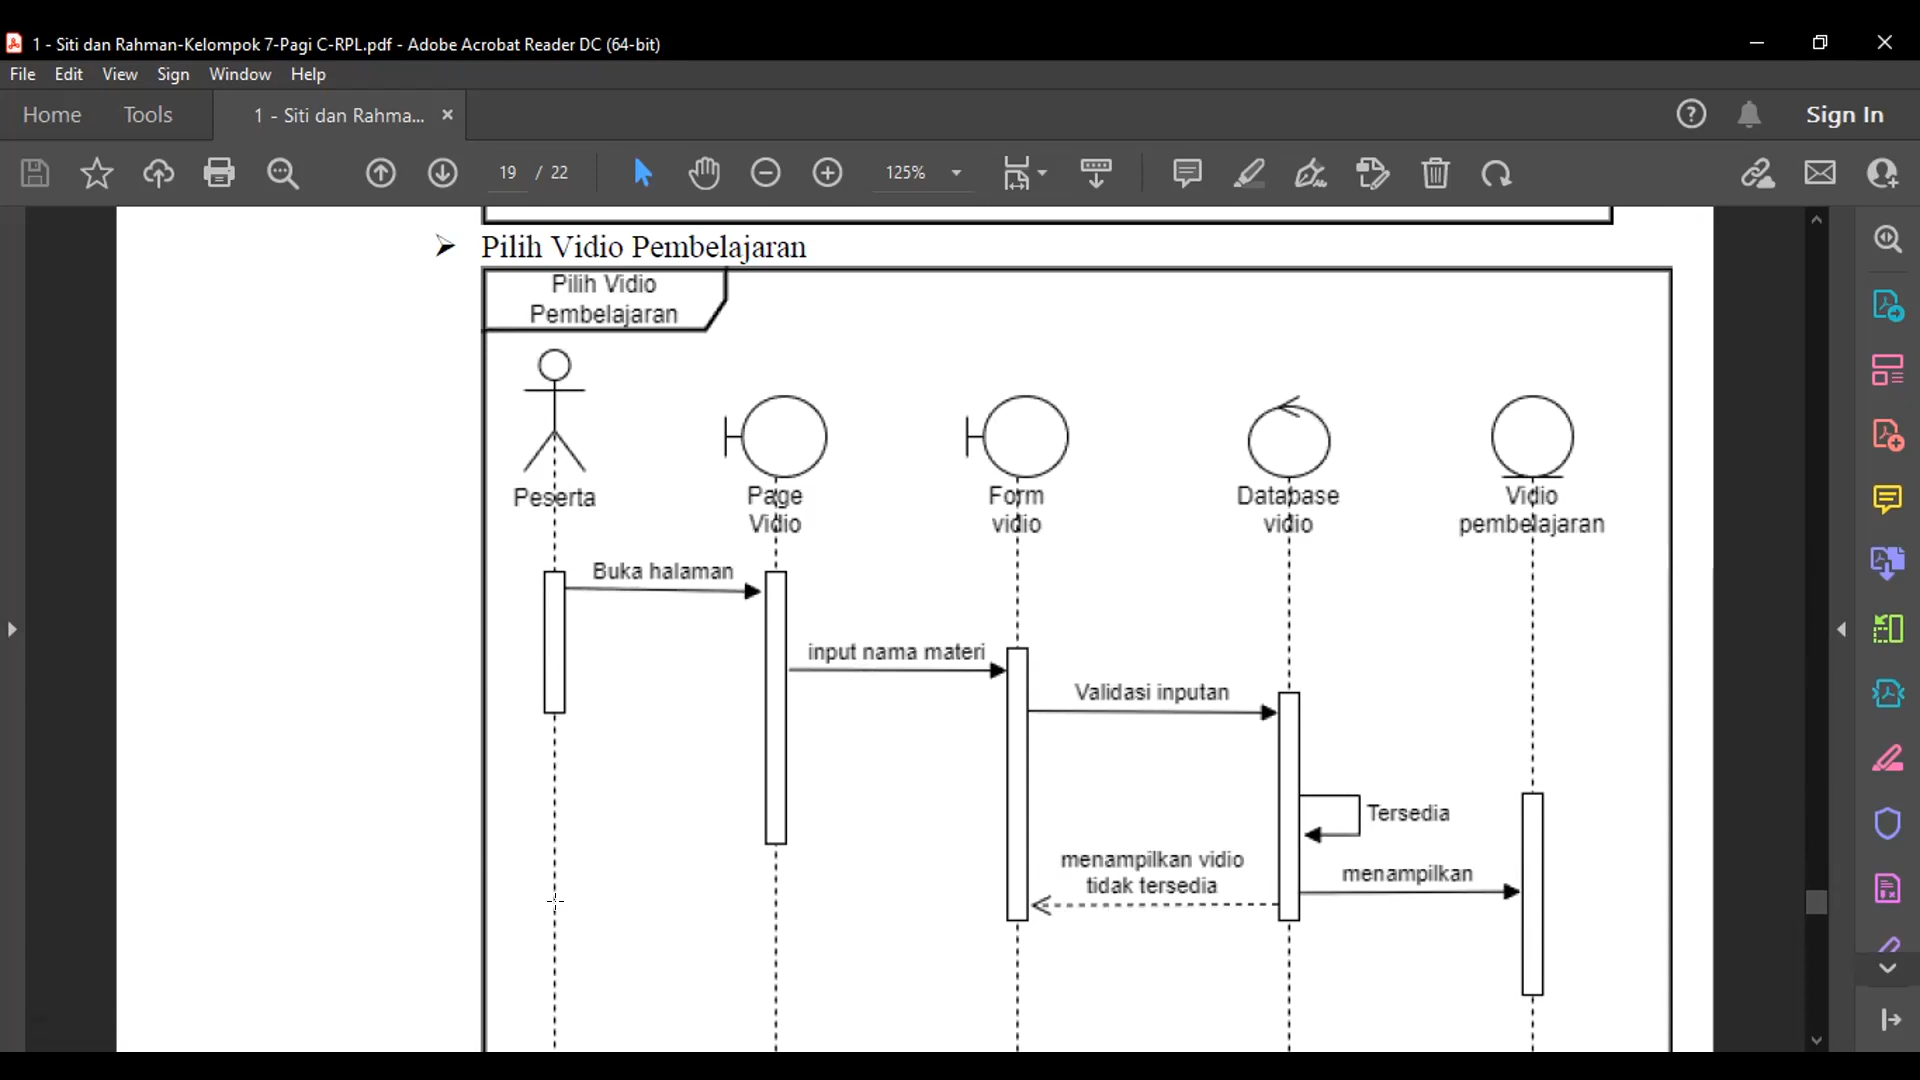 1 - Siti dan Rahman-Kelompok 7-Pagi C-RPL.pdf - Adobe Acrobat Reader DC (64-bit)
File Edit View Sign Window Help
Home Tools 1 - Siti dan Rahma... × Sign In
19 / 22 125%
Pilih Vidio Pembelajaran
Pilih Vidio
Pembelajaran
Peserta
Page
Vidio
Form
vidio
Database
vidio
Vidio
pembelajaran
Buka halaman
input nama materi
Validasi inputan
Tersedia
menampilkan vidio
tidak tersedia
menampilkan